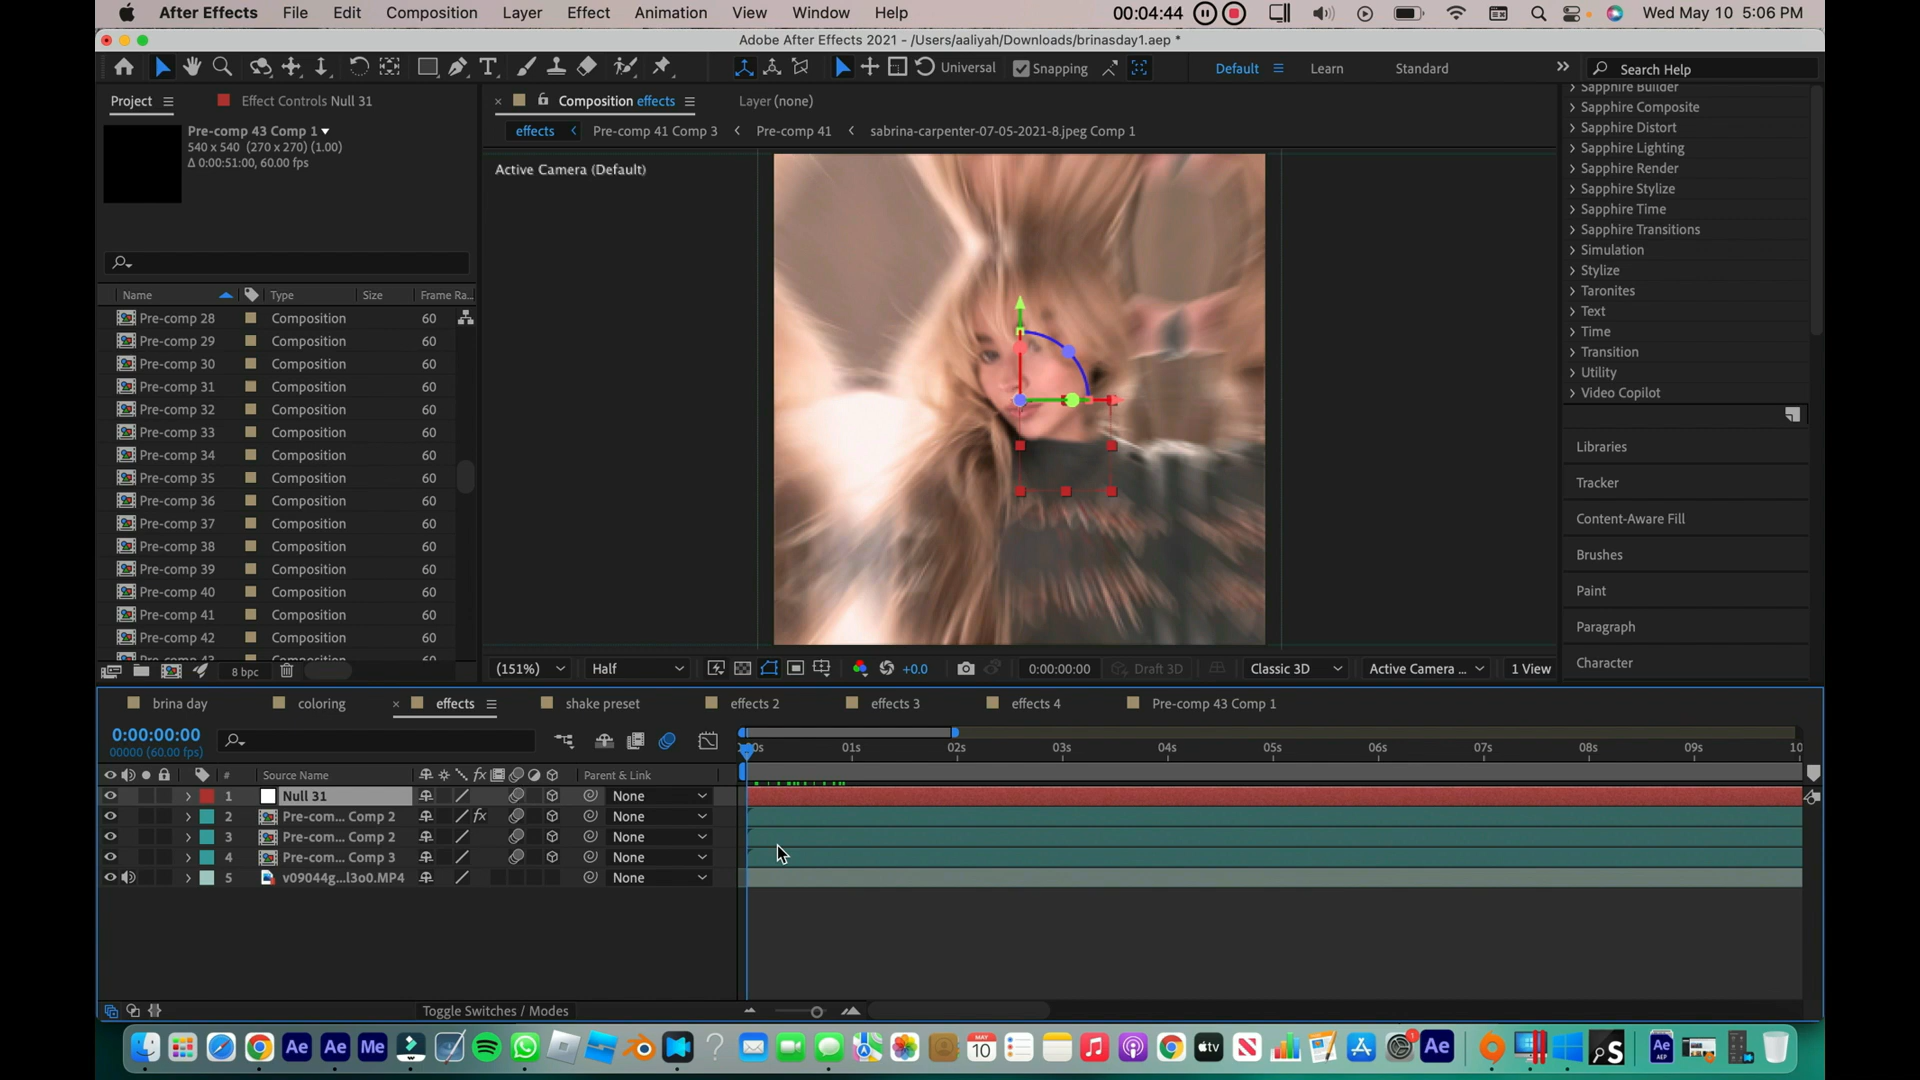 After Effects File Edit Composition Layer Effect Animation View Window Help 00:04:44 Wed May 10 5:06 PM
Adobe After Effects 2021 - /Users/aaliyah/Downloads/brinasday1.aep *
Universal Snapping Default Learn Standard Search Help
Project Effect Controls Null 31 Composition effects Layer (none)
Pre-comp 43 Comp 1
540 x 540 (270 x 270) (1.00)
Δ 0:00:51:00, 60.00 fps
effects Pre-comp 41 Comp 3 Pre-comp 41 sabrina-carpenter-07-05-2021-8.jpeg Comp 1
Active Camera (Default)
Name Type Size Frame Ra...
Pre-comp 28 Composition 60
Pre-comp 29 Composition 60
Pre-comp 30 Composition 60
Pre-comp 31 Composition 60
Pre-comp 32 Composition 60
Pre-comp 33 Composition 60
Pre-comp 34 Composition 60
Pre-comp 35 Composition 60
Pre-comp 36 Composition 60
Pre-comp 37 Composition 60
Pre-comp 38 Composition 60
Pre-comp 39 Composition 60
Pre-comp 40 Composition 60
Pre-comp 41 Composition 60
Pre-comp 42 Composition 60
8 bpc
Sapphire Builder
Sapphire Composite
Sapphire Distort
Sapphire Lighting
Sapphire Render
Sapphire Stylize
Sapphire Time
Sapphire Transitions
Simulation
Stylize
Taronites
Text
Time
Transition
Utility
Video Copilot
Libraries
Tracker
Content-Aware Fill
Brushes
Paint
Paragraph
Character
(151%) Half +0.0 0:00:00:00 Draft 3D Classic 3D Active Camera ... 1 View
brina day coloring effects shake preset effects 2 effects 3 effects 4 Pre-comp 43 Comp 1
0:00:00:00
00000 (60.00 fps)
01s 02s 03s 04s 05s 06s 07s 08s 09s 10
# Source Name fx Parent & Link
1 Null 31 None
2 Pre-com... Comp 2 fx None
3 Pre-com... Comp 2 None
4 Pre-com... Comp 3 None
5 v09044g...l3o0.MP4 None
Toggle Switches / Modes
Ae Ae Me MAY 10 tv Ae Ae AEP